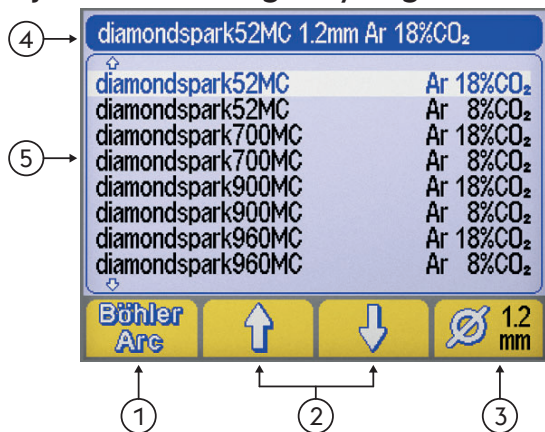 ④ diamondspark52MC 1.2mm Ar 18%CO₂
diamondspark52MC Ar 18%CO₂
diamondspark52MC Ar 8%CO₂
diamondspark700MC Ar 18%CO₂
⑤ diamondspark700MC Ar 8%CO₂
diamondspark900MC Ar 18%CO₂
diamondspark900MC Ar 8%CO₂
diamondspark960MC Ar 18%CO₂
diamondspark960MC Ar 8%CO₂
Böhler Arc
1.2 mm
① ② ③